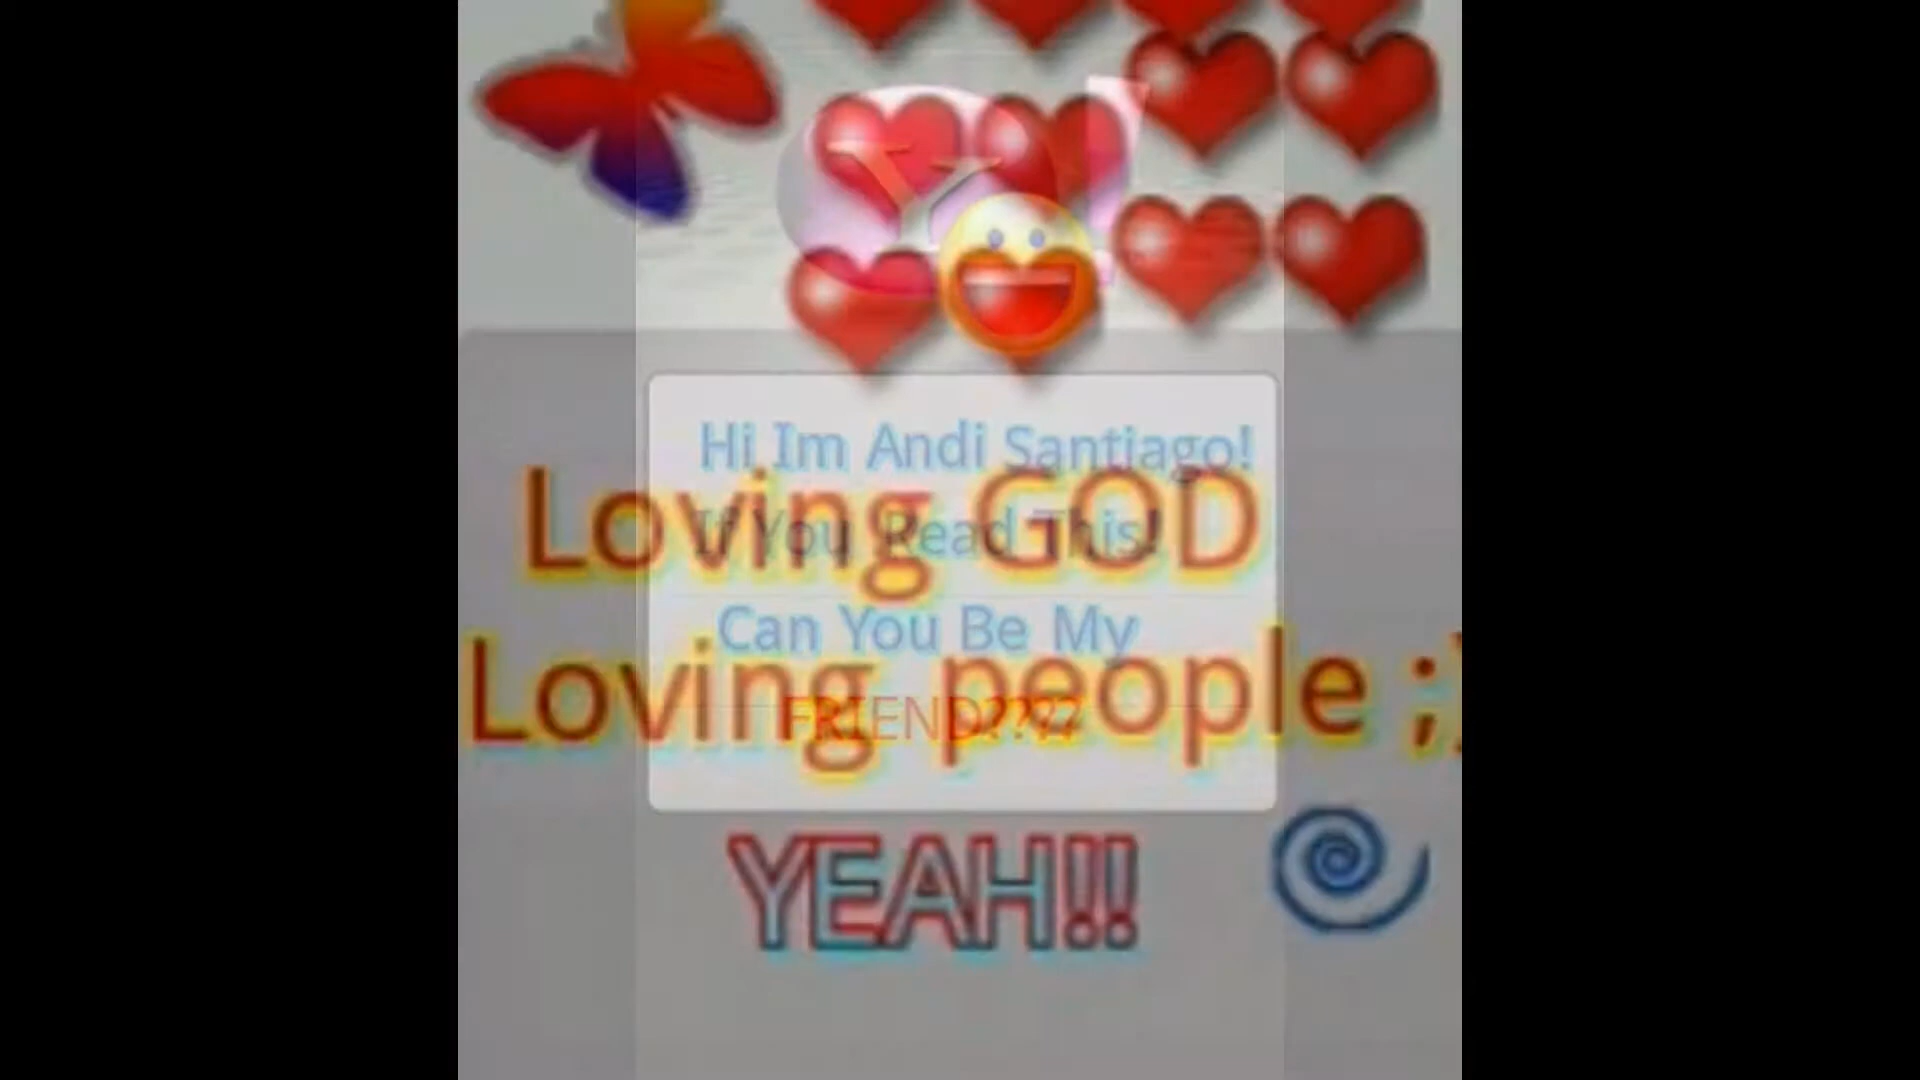 Y!
Hi Im Andi Santiago!
Loving GOD
If You Read This!
Can You Be My
Loving people ;)
FRIEND????
YEAH!!